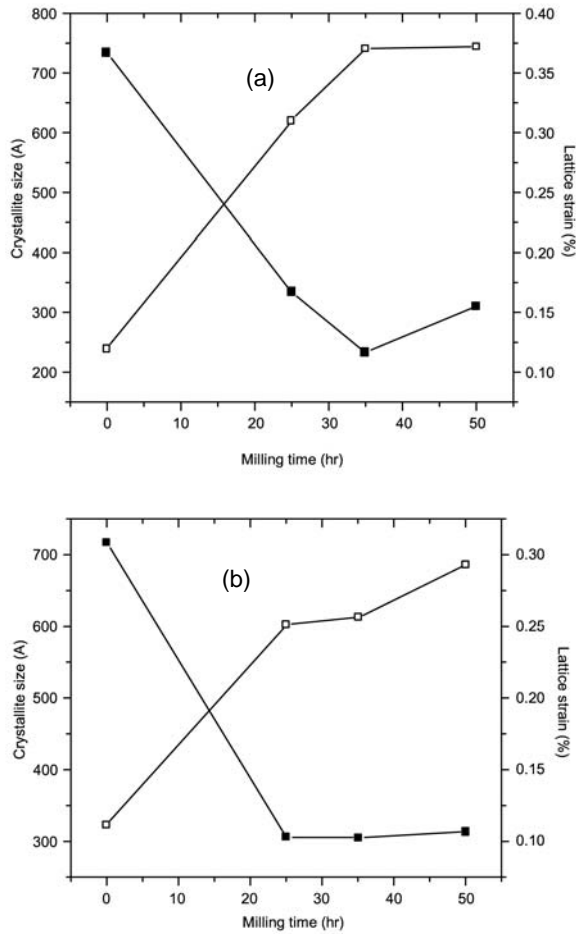 (a)
Crystallite size (A)
800
700
600
500
400
300
200
0.40
0.35
0.30
0.25
0.20
0.15
0.10
Lattice strain (%)
0 10 20 30 40 50
Milling time (hr)
(b)
Crystallite size (A)
700
600
500
400
300
0.30
0.25
0.20
0.15
0.10
Lattice strain (%)
0 10 20 30 40 50
Milling time (hr)